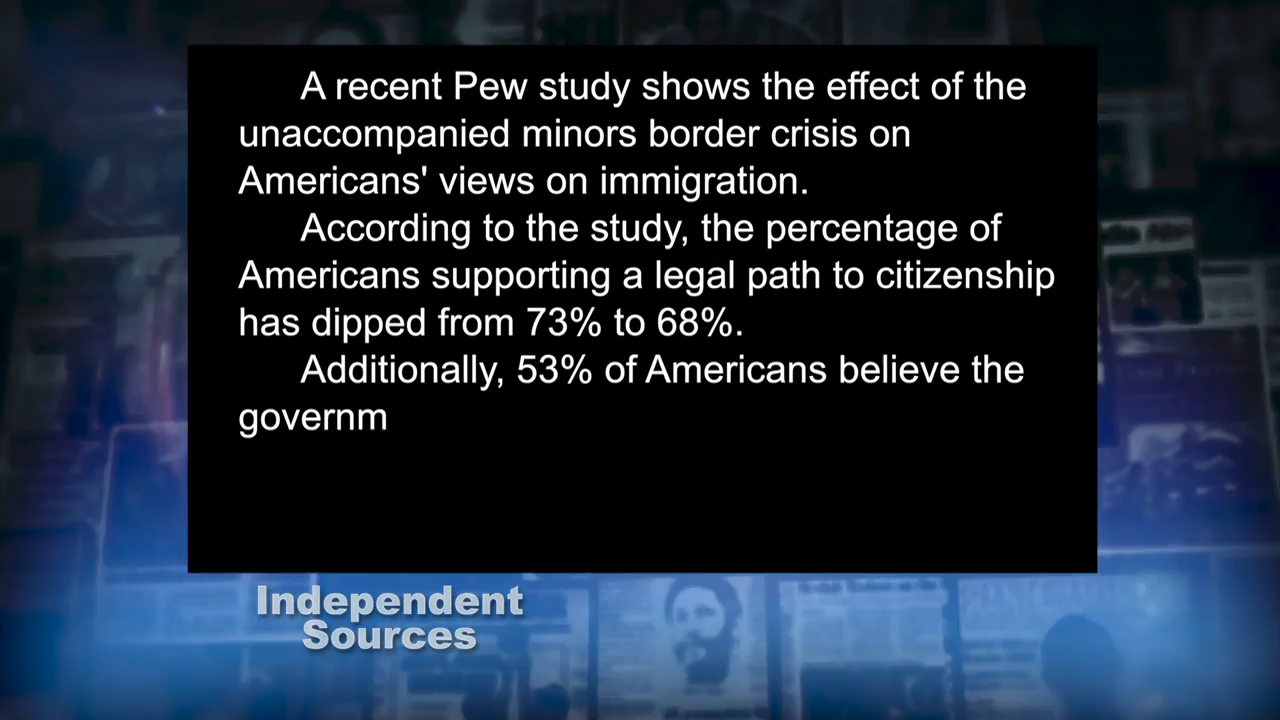 A recent Pew study shows the effect of the
unaccompanied minors border crisis on
Americans' views on immigration.
According to the study, the percentage of
Americans supporting a legal path to citizenship
has dipped from 73% to 68%.
Additionally, 53% of Americans believe the
governm
Independent
Sources